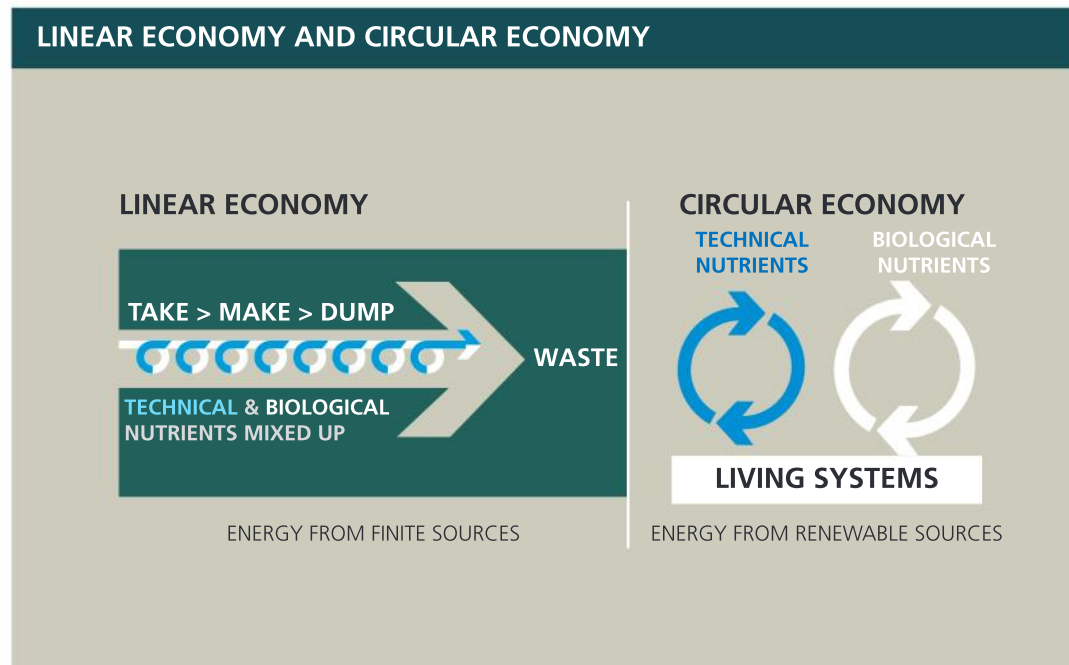 LINEAR ECONOMY AND CIRCULAR ECONOMY
LINEAR ECONOMY
TAKE > MAKE > DUMP
WASTE
TECHNICAL & BIOLOGICAL
NUTRIENTS MIXED UP
ENERGY FROM FINITE SOURCES
CIRCULAR ECONOMY
TECHNICAL
NUTRIENTS
BIOLOGICAL
NUTRIENTS
LIVING SYSTEMS
ENERGY FROM RENEWABLE SOURCES